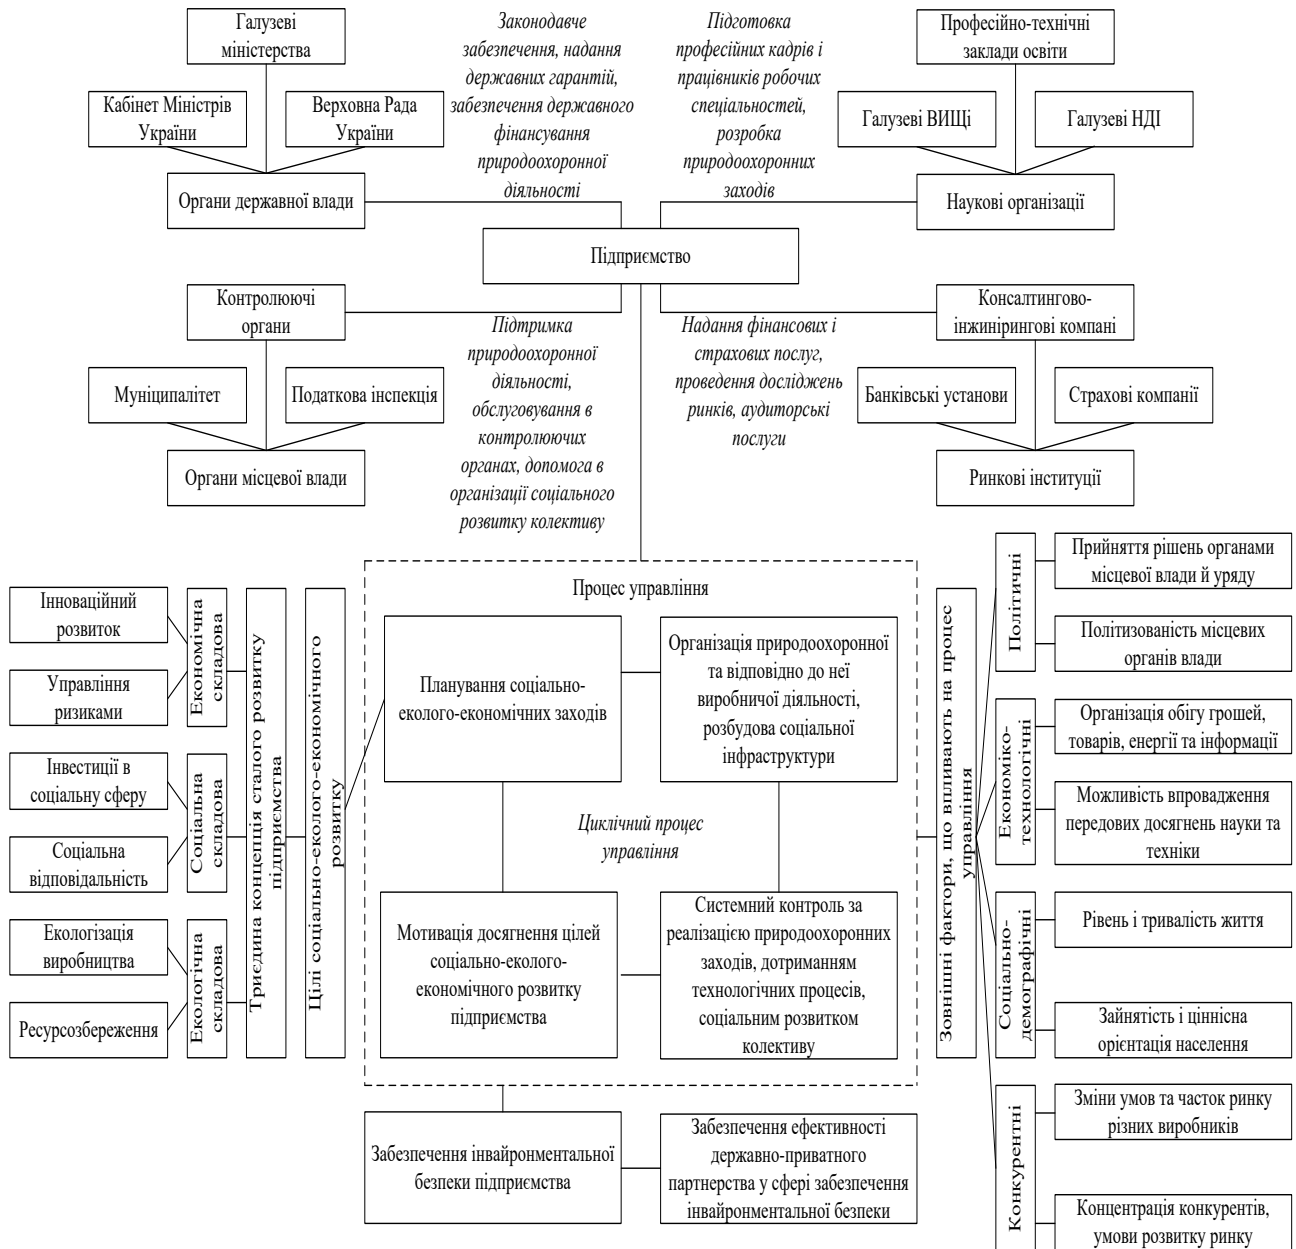 Галузеві
міністерства
Законодавче
забезпечення, надання
державних гарантій,
забезпечення державного
фінансування
природоохоронної
діяльності
Підготовка
професійних кадрів і
працівників робочих
спеціальностей,
розробка
природоохоронних
заходів
Професійно-технічні
заклади освіти
Кабінет Міністрів
України
Верховна Рада
України
Галузеві ВИЩі
Галузеві НДІ
Органи державної влади
Наукові організації
Підприємство
Контролюючі
органи
Підтримка
природоохоронної
діяльності,
обслуговування в
контролюючих
органах, допомога в
організації соціального
розвитку колективу
Надання фінансових і
страхових послуг,
проведення досліджень
ринків, аудиторські
послуги
Консалтингово-
інжинірингові компані
Муніципалітет
Податкова інспекція
Банківські установи
Страхові компанії
Органи місцевої влади
Ринкові інституції
Інноваційний
розвиток
Управління
ризиками
Інвестиції в
соціальну сферу
Соціальна
відповідальність
Екологізація
виробництва
Ресурсозбереження
Економічна
складова
Соціальна
складова
Екологічна
складова
Триєдина концепція сталого розвитку
підприємства
Цілі соціально-еколого-економічного
розвитку
Процес управління
Планування соціально-
еколого-економічних заходів
Організація природоохоронної
та відповідно до неї
виробничої діяльності,
розбудова соціальної
інфраструктури
Циклічний процес
управління
Мотивація досягнення цілей
соціально-еколого-
економічного розвитку
підприємства
Системний контроль за
реалізацією природоохоронних
заходів, дотриманням
технологічних процесів,
соціальним розвитком
колективу
Забезпечення інвайронментальної
безпеки підприємства
Забезпечення ефективності
державно-приватного
партнерства у сфері забезпечення
інвайронментальної безпеки
Зовнішні фактори, що впливають на процес
управління
Політичні
Прийняття рішень органами
місцевої влади й уряду
Політизованість місцевих
органів влади
Економіко-
технологічні
Організація обігу грошей,
товарів, енергії та інформації
Можливість впровадження
передових досягнень науки та
техніки
Соціально-
демографічні
Рівень і тривалість життя
Зайнятість і ціннісна
орієнтація населення
Конкурентні
Зміни умов та часток ринку
різних виробників
Концентрація конкурентів,
умови розвитку ринку